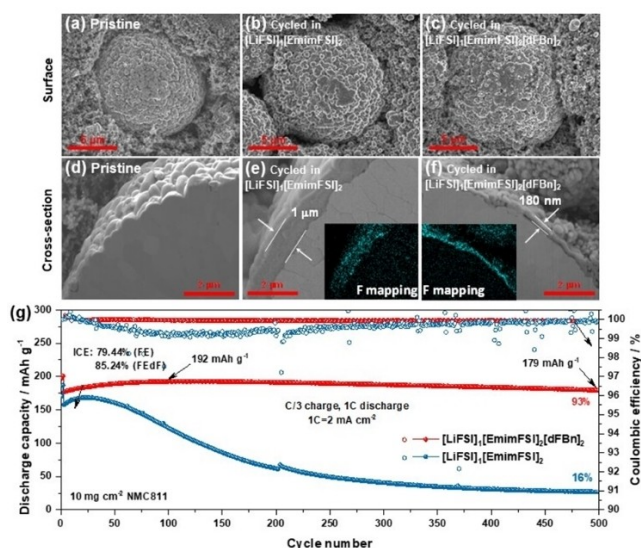 Surface
(a) Pristine
5 μm
(b) Cycled in
[LiFSI]₁[EmimFSI]₂
5 μm
(c) Cycled in
[LiFSI]₁[EmimFSI]₂[dFBn]₂
5 μm
Cross-section
(d) Pristine
2 μm
(e) Cycled in
[LiFSI]₁[EmimFSI]₂
1 μm
2 μm
F mapping
(f) Cycled in
[LiFSI]₁[EmimFSI]₂[dFBn]₂
180 nm
F mapping
2 μm
(g)
Discharge capacity / mAh g⁻¹
300
250
200
150
100
50
0
ICE: 79.44% (FE)
85.24% (FEdF)
192 mAh g⁻¹
179 mAh g⁻¹
C/3 charge, 1C discharge
1C=2 mA cm⁻²
93%
[LiFSI]₁[EmimFSI]₂[dFBn]₂
[LiFSI]₁[EmimFSI]₂
16%
10 mg cm⁻² NMC811
100
99
98
97
96
95
94
93
92
91
90
Coulombic efficiency / %
0 50 100 150 200 250 300 350 400 450 500
Cycle number